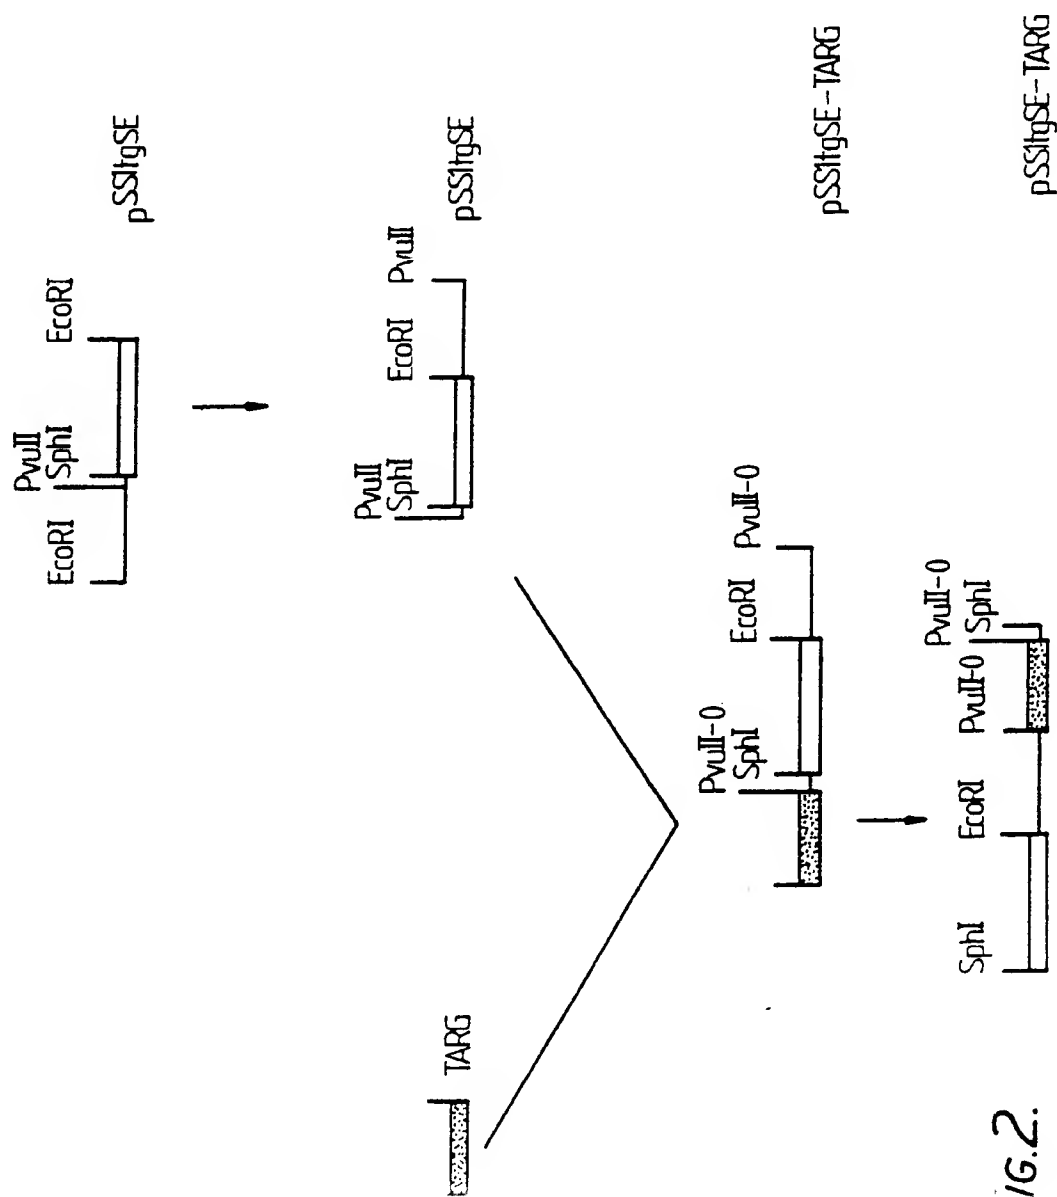 EcoRI PvuII SphI EcoRI pSS1tgSE
TARG PvuII SphI EcoRI PvuII pSS1tgSE
PvuII-0 SphI EcoRI PvuII-0 pSS1tgSE-TARG
SphI EcoRI PvuII-0 PvuII-0 SphI pSS1tgSE-TARG
IG.2.